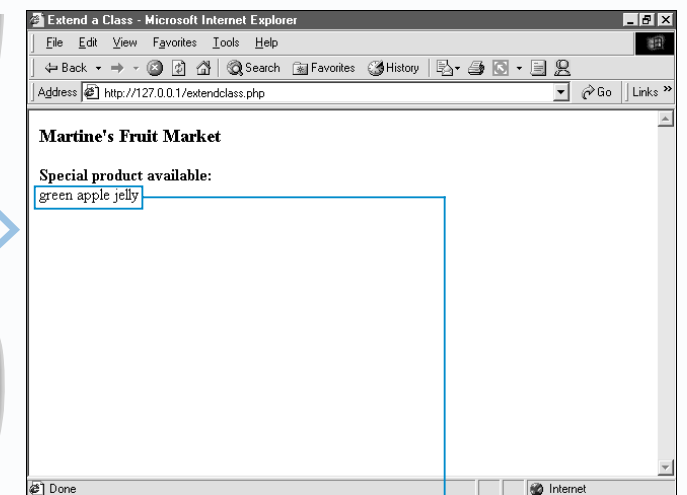 Extend a Class - Microsoft Internet Explorer
File Edit View Favorites Tools Help
Back Search Favorites History
Address http://127.0.0.1/extendclass.php Go Links »
Martine's Fruit Market
Special product available:
green apple jelly
Done Internet